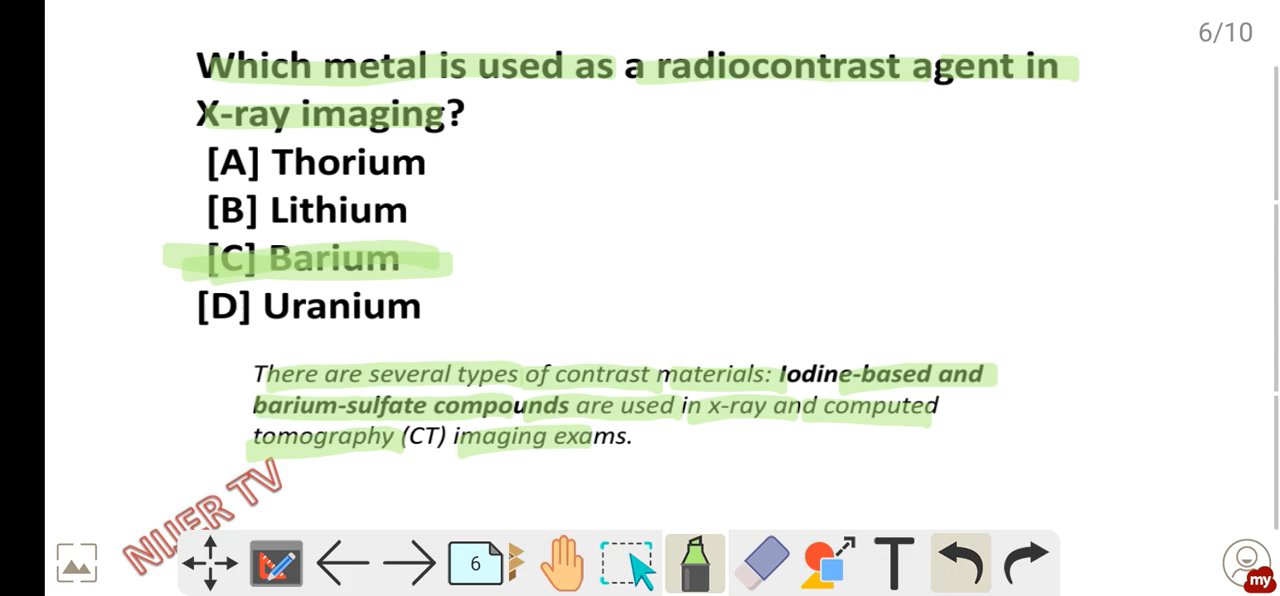 6/10
Which metal is used as a radiocontrast agent in
X-ray imaging?
[A] Thorium
[B] Lithium
[C] Barium
[D] Uranium
There are several types of contrast materials: Iodine-based and
barium-sulfate compounds are used in x-ray and computed
tomography (CT) imaging exams.
NIJER TV
6
T
my